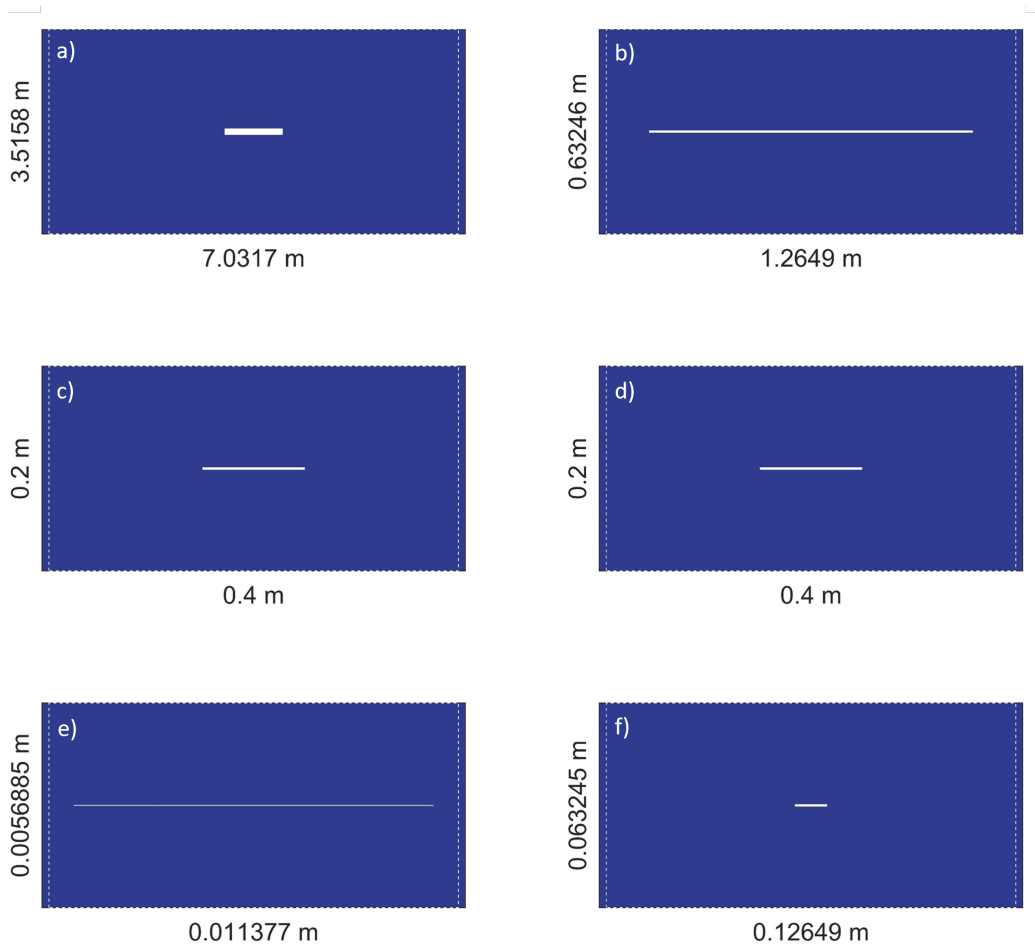 a)
3.5158 m
7.0317 m
b)
0.63246 m
1.2649 m
c)
0.2 m
0.4 m
d)
0.2 m
0.4 m
e)
0.0056885 m
0.011377 m
f)
0.063245 m
0.12649 m